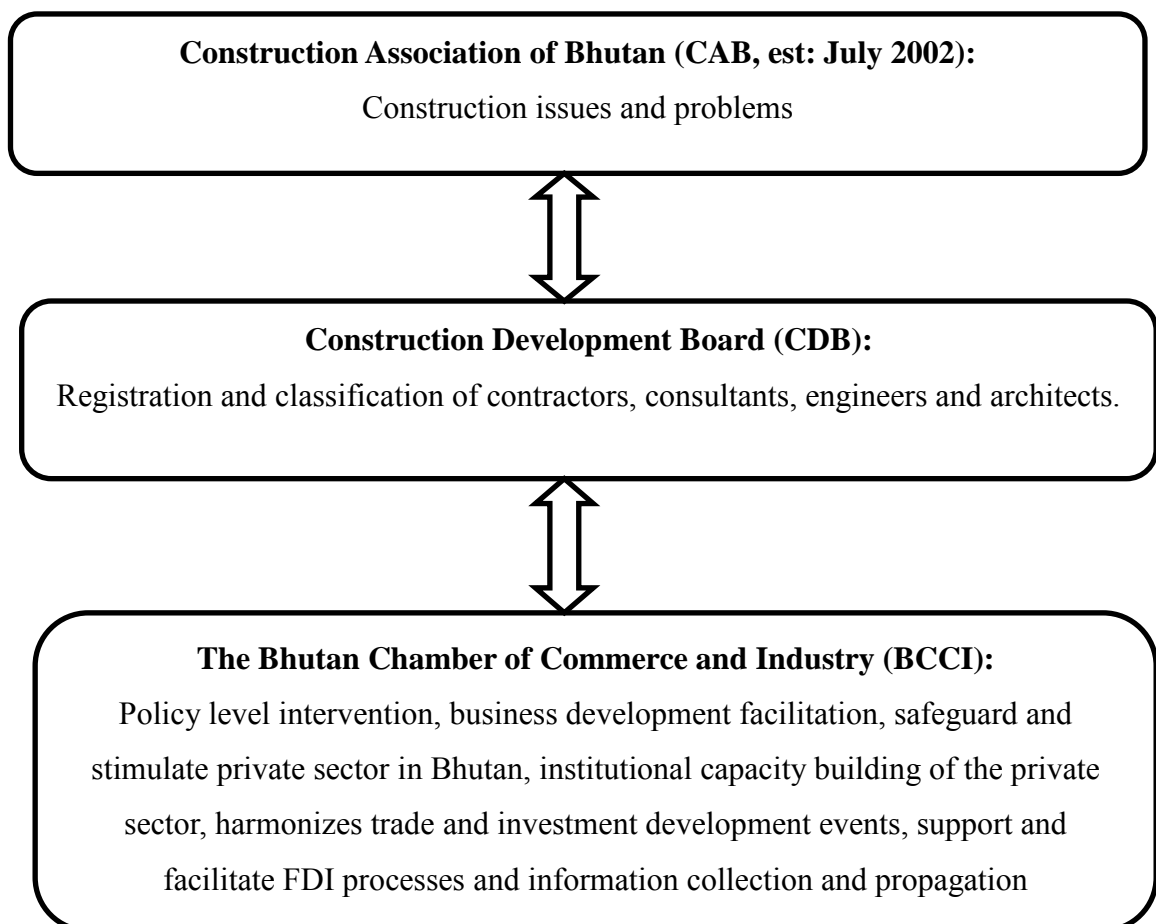 Construction Association of Bhutan (CAB, est: July 2002):
Construction issues and problems
Construction Development Board (CDB):
Registration and classification of contractors, consultants, engineers and architects.
The Bhutan Chamber of Commerce and Industry (BCCI):
Policy level intervention, business development facilitation, safeguard and
stimulate private sector in Bhutan, institutional capacity building of the private
sector, harmonizes trade and investment development events, support and
facilitate FDI processes and information collection and propagation